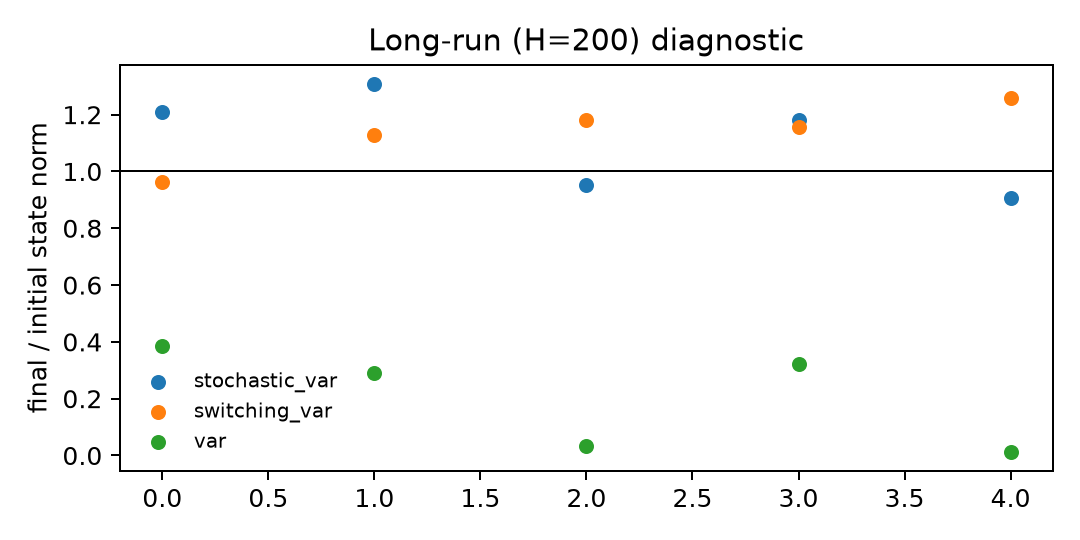 Long-run (H=200) diagnostic
final / initial state norm
1.2
1.0
0.8
0.6
0.4
0.2
0.0
stochastic_var
switching_var
var
0.0 0.5 1.0 1.5 2.0 2.5 3.0 3.5 4.0